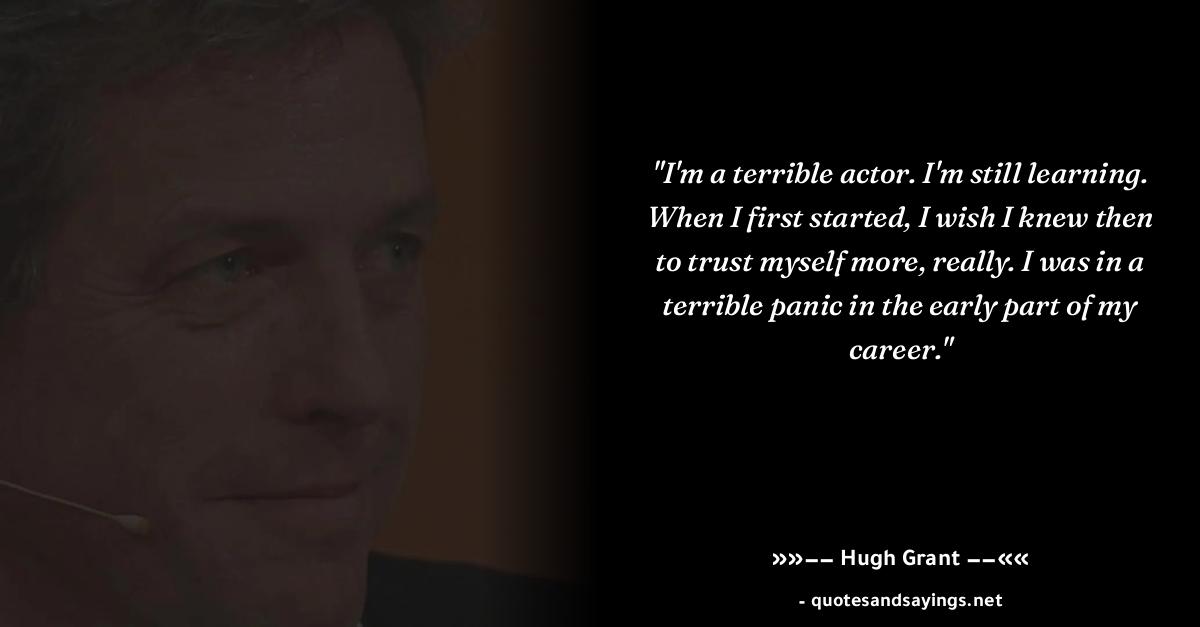 "I'm a terrible actor. I'm still learning.
When I first started, I wish I knew then
to trust myself more, really. I was in a
terrible panic in the early part of my
career."
»»−− Hugh Grant −−««
- quotesandsayings.net